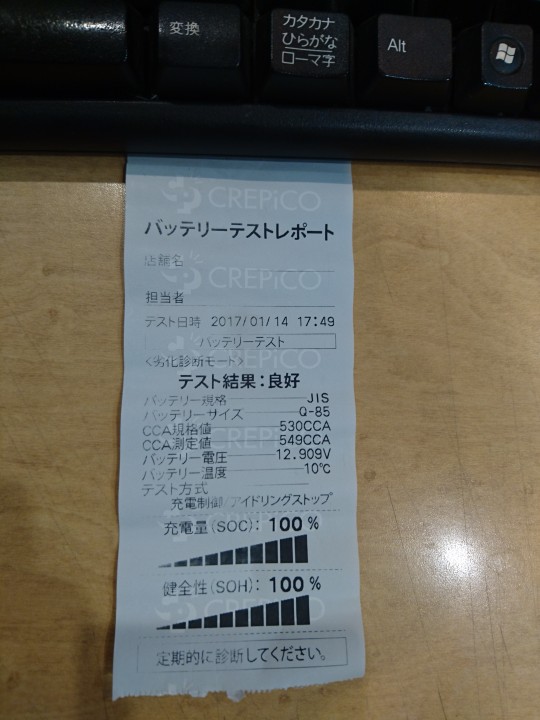 変換
カタカナ
ひらがな
ローマ字
Alt
CREPiCO
バッテリーテストレポート
店舗名
CREPiCO
担当者
テスト日時 2017/01/14 17:49
バッテリーテスト
CREPiCO
<劣化診断モード>
テスト結果:良好
バッテリー規格 JIS
バッテリーサイズ Q-85
CCA規格値 530CCA
CCA測定値 549CCA
バッテリー電圧 12.909V
バッテリー温度 10℃
テスト方式
充電制御/アイドリングストップ
充電量(SOC): 100 %
健全性(SOH): 100 %
CREPiCO
定期的に診断してください。